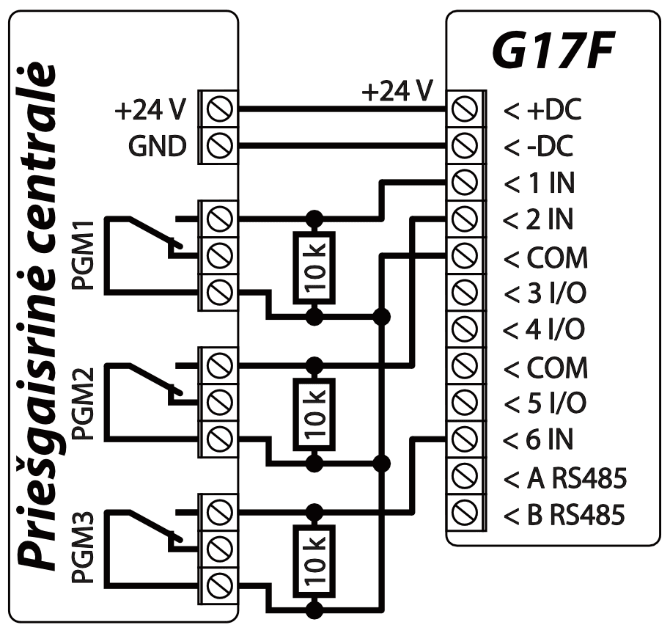 Priešgaisrinė centralė
+24 V
GND
PGM1
PGM2
PGM3
10 k
10 k
10 k
+24 V
G17F
< +DC
< -DC
< 1 IN
< 2 IN
< COM
< 3 I/O
< 4 I/O
< COM
< 5 I/O
< 6 IN
< A RS485
< B RS485